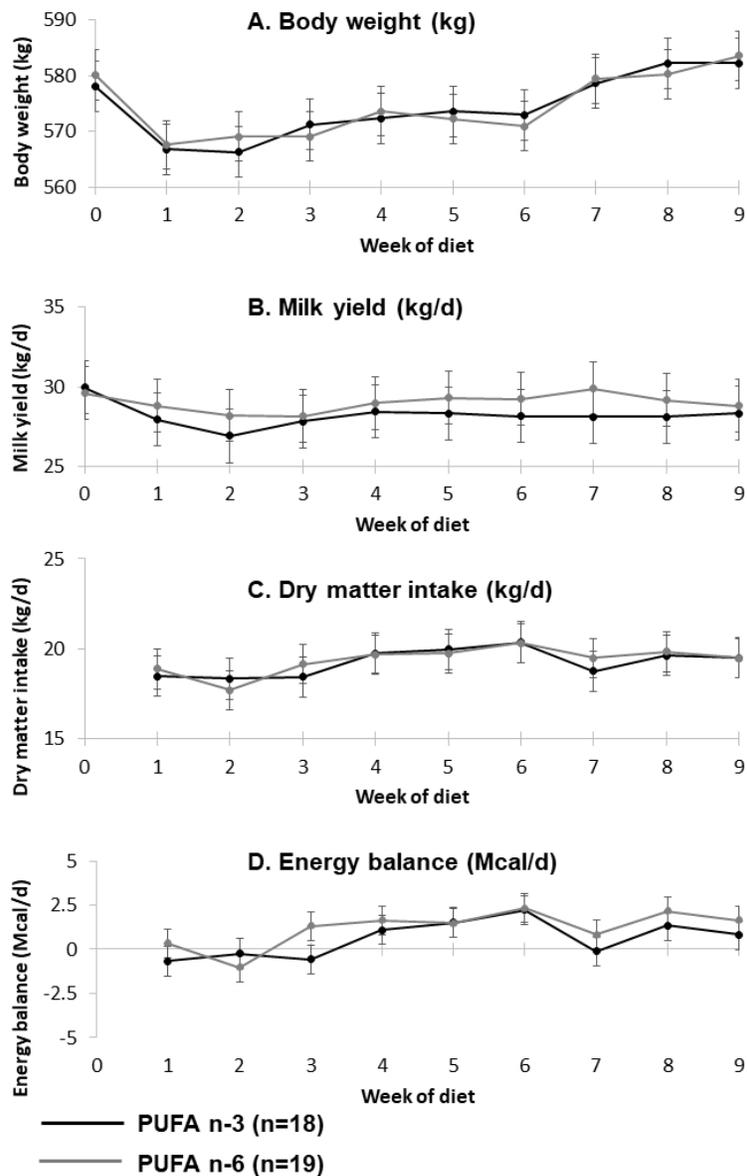 A. Body weight (kg)
Body weight (kg)
590
580
570
560
0 1 2 3 4 5 6 7 8 9
Week of diet
B. Milk yield (kg/d)
Milk yield (kg/d)
35
30
25
0 1 2 3 4 5 6 7 8 9
Week of diet
C. Dry matter intake (kg/d)
Dry matter intake (kg/d)
25
20
15
0 1 2 3 4 5 6 7 8 9
Week of diet
D. Energy balance (Mcal/d)
Energy balance (Mcal/d)
5
2.5
0
-2.5
-5
0 1 2 3 4 5 6 7 8 9
Week of diet
PUFA n-3 (n=18)
PUFA n-6 (n=19)